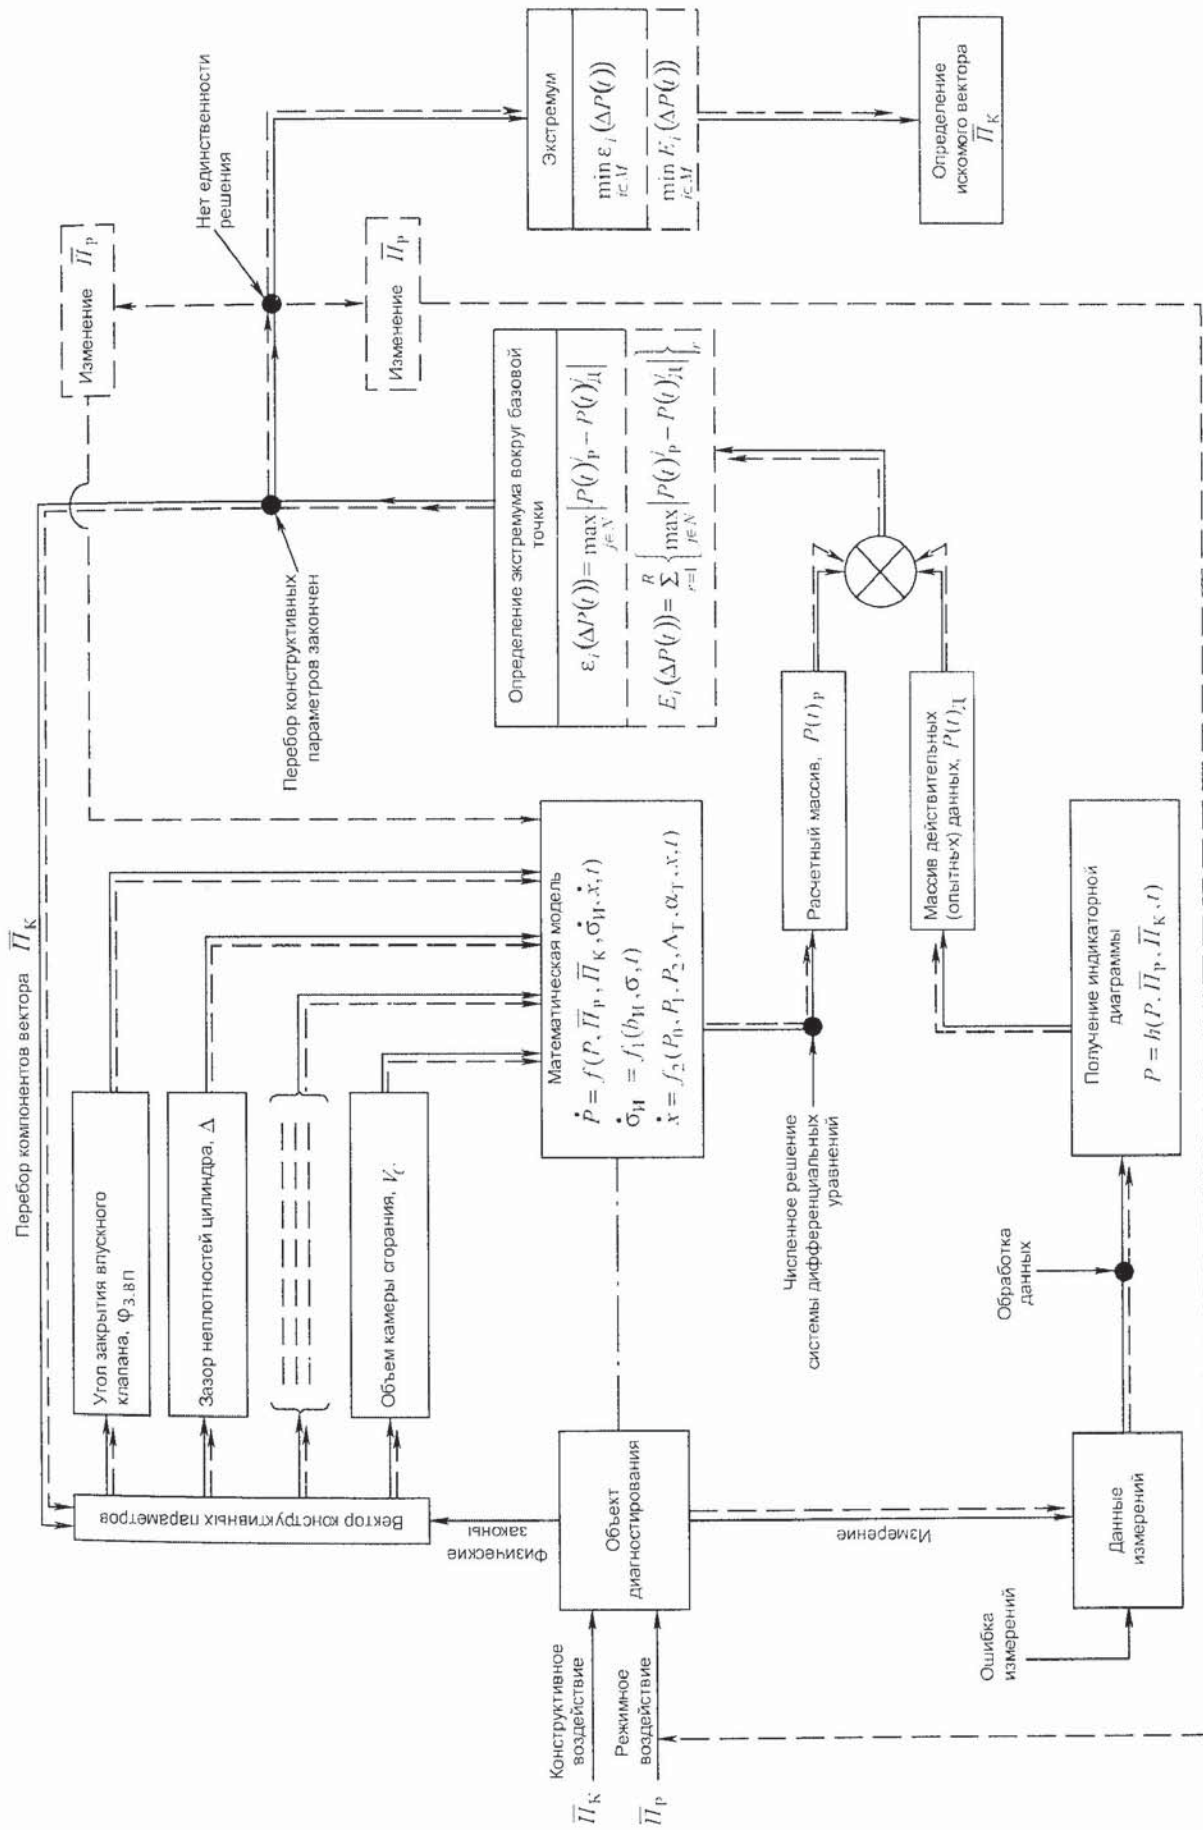 Перебор компонентов вектора П̅к
Вектор конструктивных параметров
Угол закрытия впускного
клапана, φз.вп
Зазор неплотностей цилиндра, Δ
Объем камеры сгорания, Vc
Физические
законы
Конструктивное
воздействие
П̅к
Режимное
воздействие
П̅р
Объект
диагностирования
Измерение
Ошибка
измерений
Данные
измерений
Обработка
данных
Получение индикаторной
диаграммы
P = h(P, П̅р, П̅к, t)
Математическая модель
Ṗ = f(P, П̅р, П̅к, σ̇и, ẋ, t)
σ̇и = f₁(bи, σ, t)
ẋ = f₂(P₀, P₁, P₂, Λт, αт, x, t)
Численное решение
системы дифференциальных
уравнений
Расчетный массив, P(t)р
Массив действительных
(опытных) данных, P(t)д
Определение экстремума вокруг базовой
точки
εᵢ(ΔP(t)) = max |P(t)ʲр − P(t)ʲд|
j∈N
Eᵢ(ΔP(t)) = Σ {max |P(t)ʲр − P(t)ʲд|}r
R
r=1
j∈N
Перебор конструктивных
параметров закончен
Изменение П̅р
Нет единственности
решения
Изменение П̅р
Экстремум
min εᵢ(ΔP(t))
i∈M
min Eᵢ(ΔP(t))
i∈M
Определение
искомого вектора
П̅к